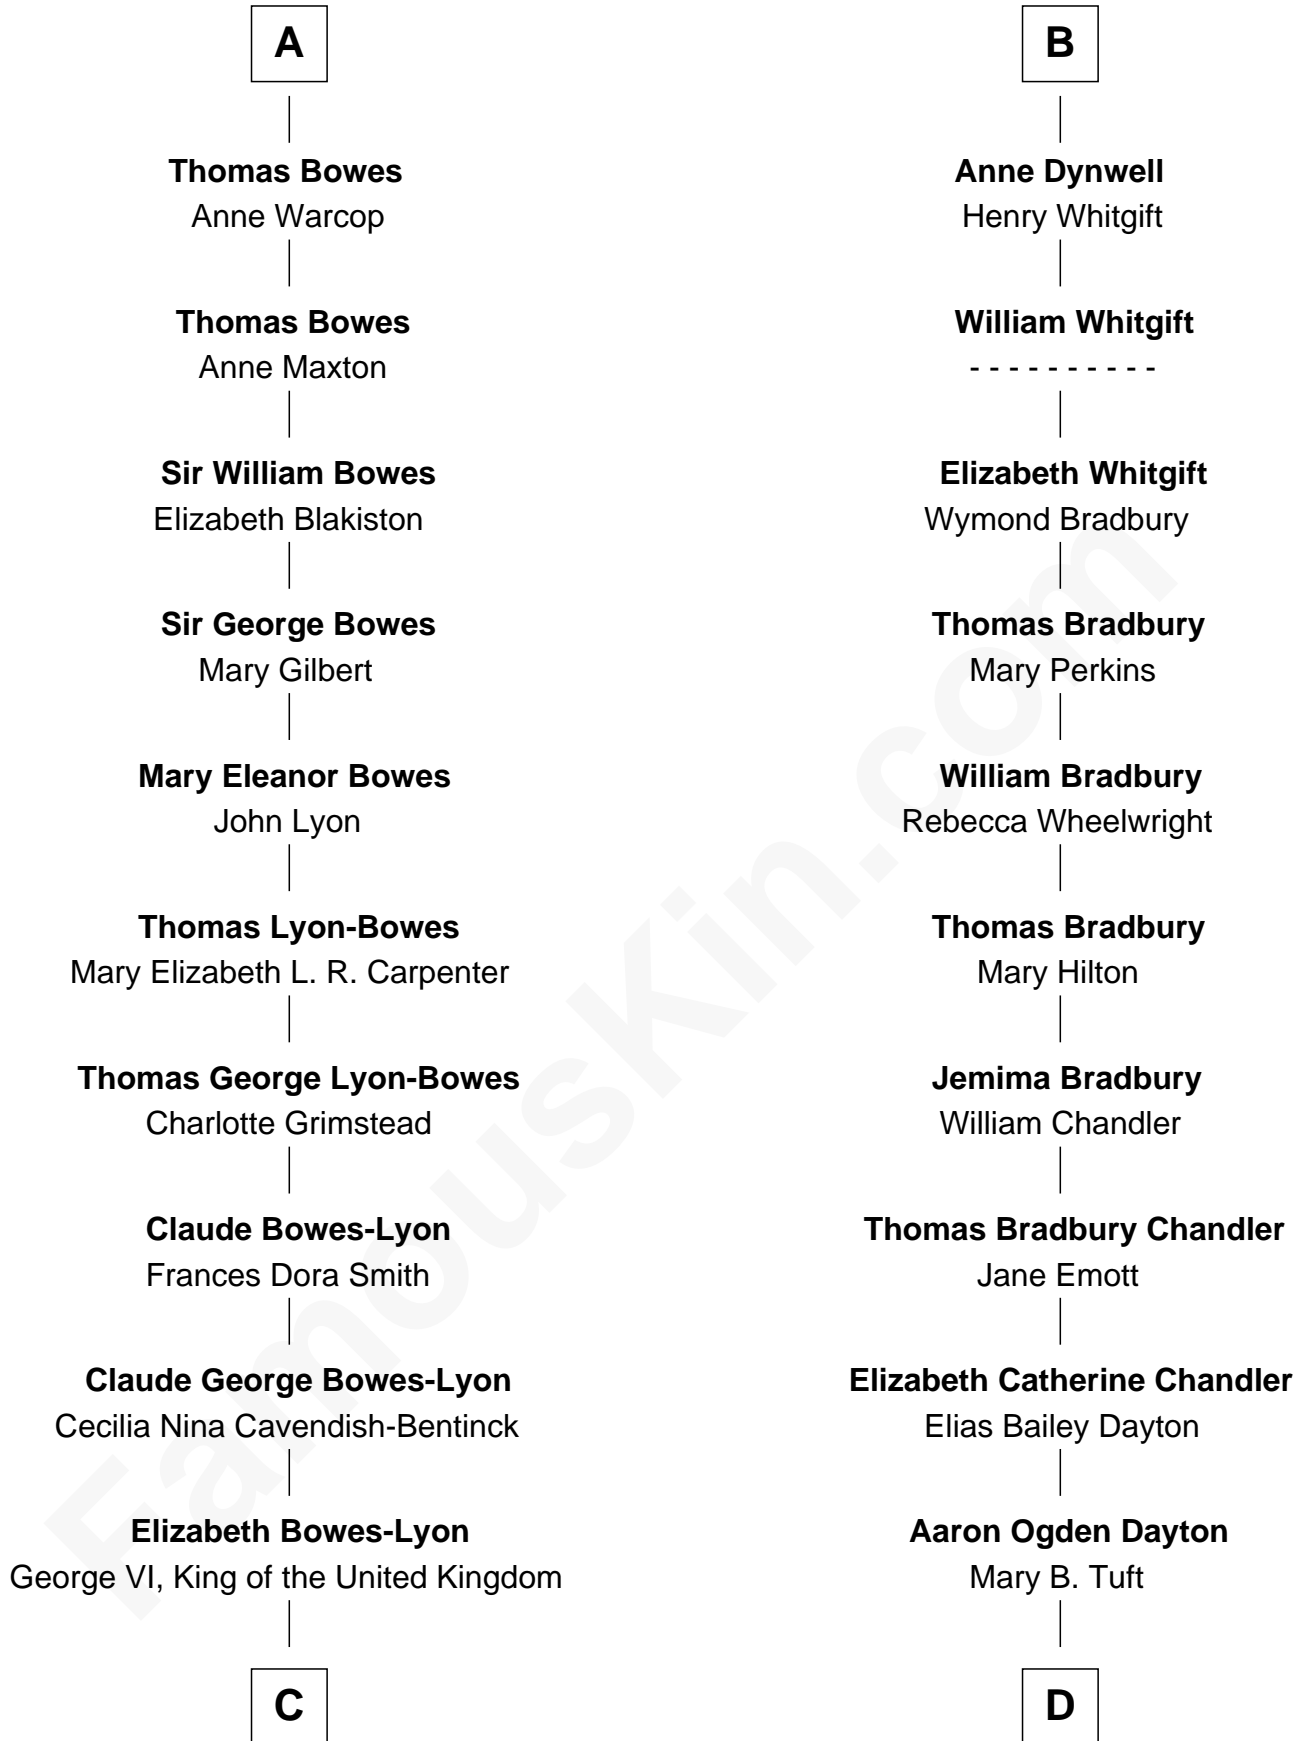 A
Thomas Bowes
Anne Warcop
Thomas Bowes
Anne Maxton
Sir William Bowes
Elizabeth Blakiston
Sir George Bowes
Mary Gilbert
Mary Eleanor Bowes
John Lyon
Thomas Lyon-Bowes
Mary Elizabeth L. R. Carpenter
Thomas George Lyon-Bowes
Charlotte Grimstead
Claude Bowes-Lyon
Frances Dora Smith
Claude George Bowes-Lyon
Cecilia Nina Cavendish-Bentinck
Elizabeth Bowes-Lyon
George VI, King of the United Kingdom
C
B
Anne Dynwell
Henry Whitgift
William Whitgift
- - - - - - - - - -
Elizabeth Whitgift
Wymond Bradbury
Thomas Bradbury
Mary Perkins
William Bradbury
Rebecca Wheelwright
Thomas Bradbury
Mary Hilton
Jemima Bradbury
William Chandler
Thomas Bradbury Chandler
Jane Emott
Elizabeth Catherine Chandler
Elias Bailey Dayton
Aaron Ogden Dayton
Mary B. Tuft
D
FamousKin.com